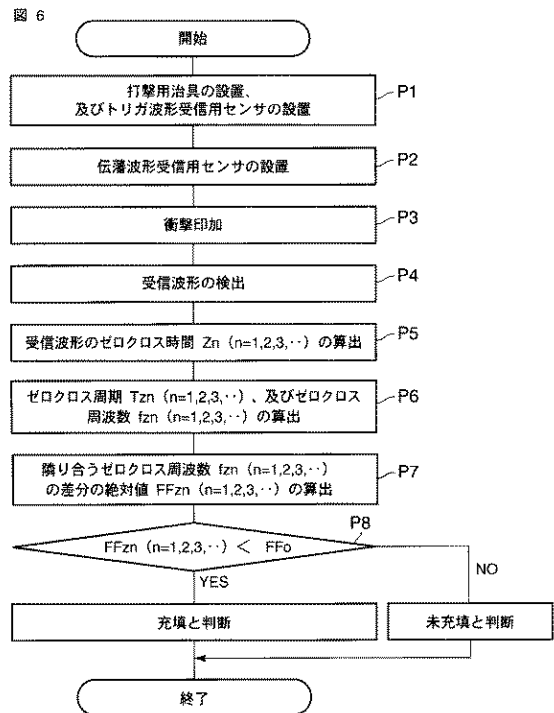 図 6
開始
打撃用治具の設置、
及びトリガ波形受信用センサの設置
P1
伝藩波形受信用センサの設置
P2
衝撃印加
P3
受信波形の検出
P4
受信波形のゼロクロス時間 Zn (n=1,2,3,··) の算出
P5
ゼロクロス周期 Tzn (n=1,2,3,··) 、及びゼロクロス
周波数 fzn (n=1,2,3,··) の算出
P6
隣り合うゼロクロス周波数 fzn (n=1,2,3,··)
の差分の絶対値 FFzn (n=1,2,3,··) の算出
P7
P8
FFzn (n=1,2,3,··) < FFo
YES
NO
充填と判断
未充填と判断
終了